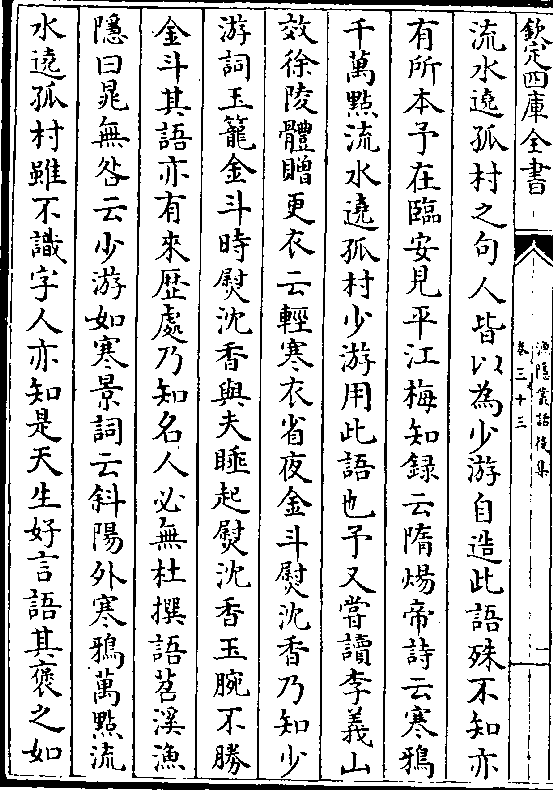 欽定四庫全書
漁隱叢話後集
卷三十三
流水遶孤村之句人皆以為少游自造此語殊不知亦
有所本予在臨安見平江梅知録云隋煬帝詩云寒鴉
千萬點流水遶孤村少游用此語也予又嘗讀李義山
效徐陵體贈更衣云輕寒衣省夜金斗熨沈香乃知少
游詞玉籠金斗時熨沈香與夫睡起熨沈香玉腕不勝
金斗其語亦有來歴處乃知名人必無杜撰語苕溪漁
隱曰晁無咎云少游如寒景詞云斜陽外寒鴉萬點流
水遶孤村雖不識字人亦知是天生好言語其褒之如